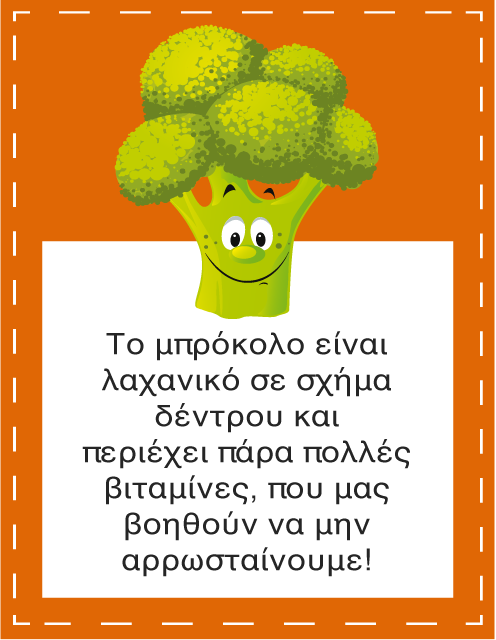 Το μπρόκολο είναι
λαχανικό σε σχήμα
δέντρου και
περιέχει πάρα πολλές
βιταμίνες, που μας
βοηθούν να μην
αρρωσταίνουμε!